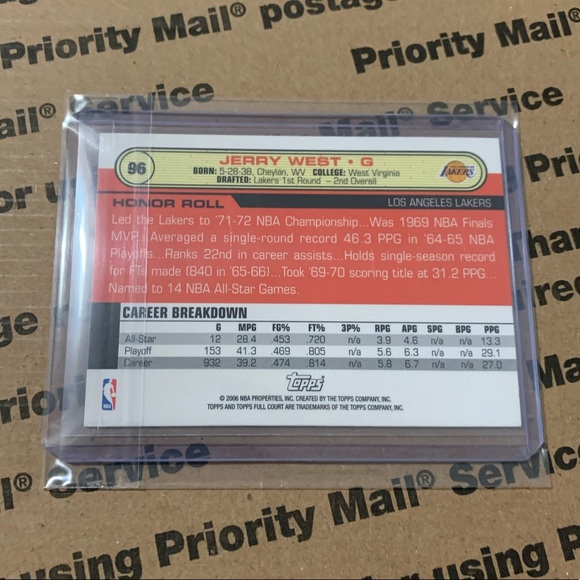 Priority Mail® postage
Mail® Service
Priority Mail®
96
JERRY WEST • G
BORN: 5-28-38, Cheylan, WV COLLEGE: West Virginia
DRAFTED: Lakers 1st Round – 2nd Overall
LAKERS
HONOR ROLL
LOS ANGELES LAKERS
Led the Lakers to '71-72 NBA Championship...Was 1969 NBA Finals
MVP...Averaged a single-round record 46.3 PPG in '64-65 NBA
Playoffs...Ranks 22nd in career assists...Holds single-season record
for FTs made (840 in '65-66)...Took '69-70 scoring title at 31.2 PPG...
Named to 14 NBA All-Star Games.
CAREER BREAKDOWN
G MPG FG% FT% 3P% RPG APG SPG BPG PPG
All-Star 12 28.4 .453 .720 n/a 3.9 4.6 n/a n/a 13.3
Playoff 153 41.3 .469 .805 n/a 5.6 6.3 n/a n/a 29.1
Career 932 39.2 .474 .814 n/a 5.8 6.7 n/a n/a 27.0
NBA
Topps
© 2006 NBA PROPERTIES, INC. CREATED BY THE TOPPS COMPANY, INC.
TOPPS AND TOPPS FULL COURT ARE TRADEMARKS OF THE TOPPS COMPANY, INC.
Service
Priority Mail® Service
using Priority Mail®
using